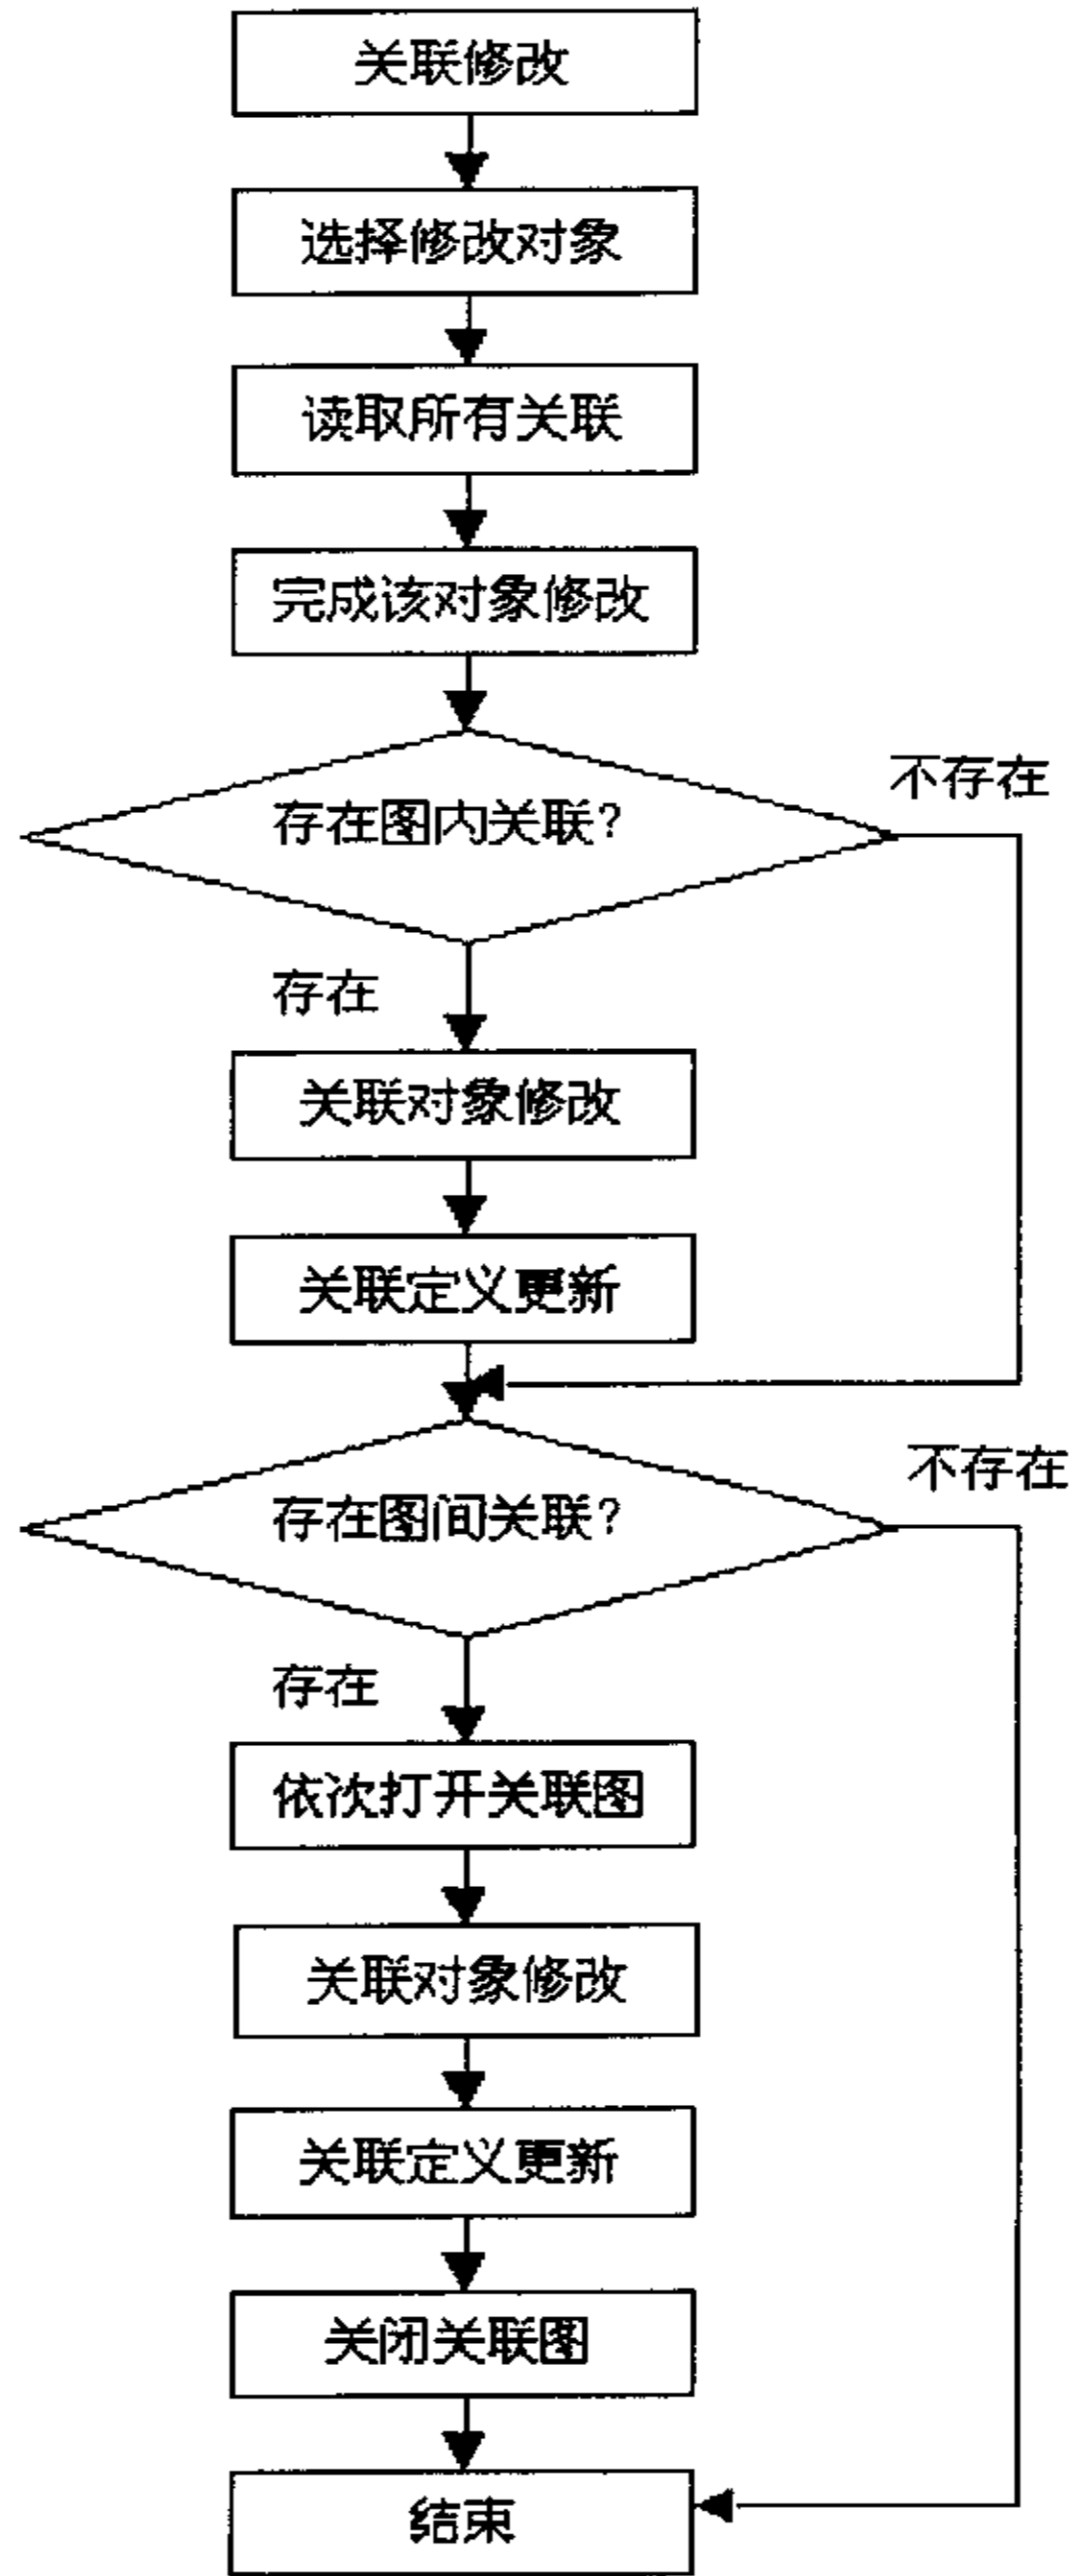 关联修改
选择修改对象
读取所有关联
完成该对象修改
不存在
存在图内关联?
存在
关联对象修改
关联定义更新
不存在
存在图间关联?
存在
依次打开关联图
关联对象修改
关联定义更新
关闭关联图
结束